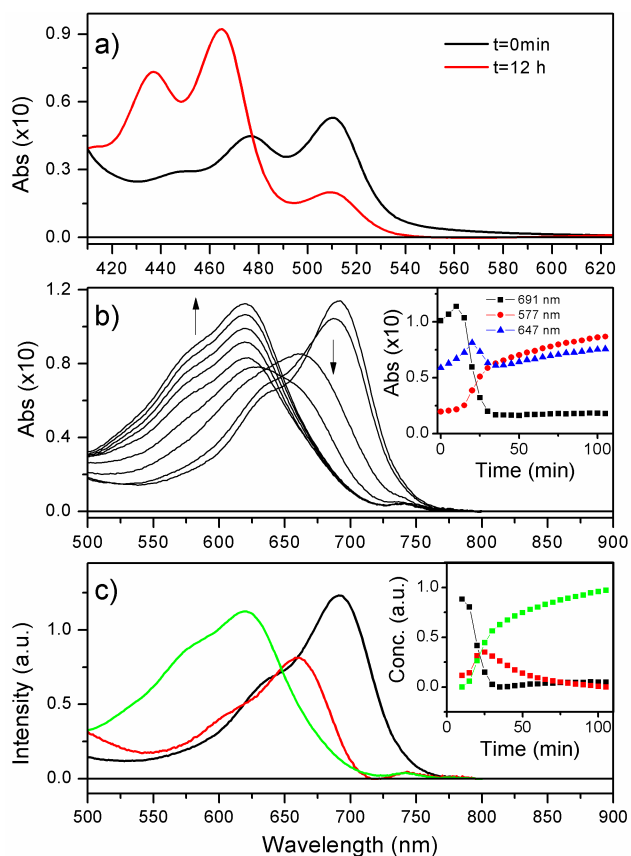 a)
t=0min
t=12 h
Abs (x10)
0.9
0.6
0.3
0.0
420 440 460 480 500 520 540 560 580 600 620
b)
Abs (x10)
1.2
0.8
0.4
0.0
500 550 600 650 700 750 800 850 900
691 nm
577 nm
647 nm
Abs (x10)
1.0
0.5
0.0
0 50 100
Time (min)
c)
Intensity (a.u.)
1.0
0.5
0.0
500 550 600 650 700 750 800 850 900
Wavelength (nm)
Conc. (a.u.)
1.0
0.5
0.0
0 50 100
Time (min)